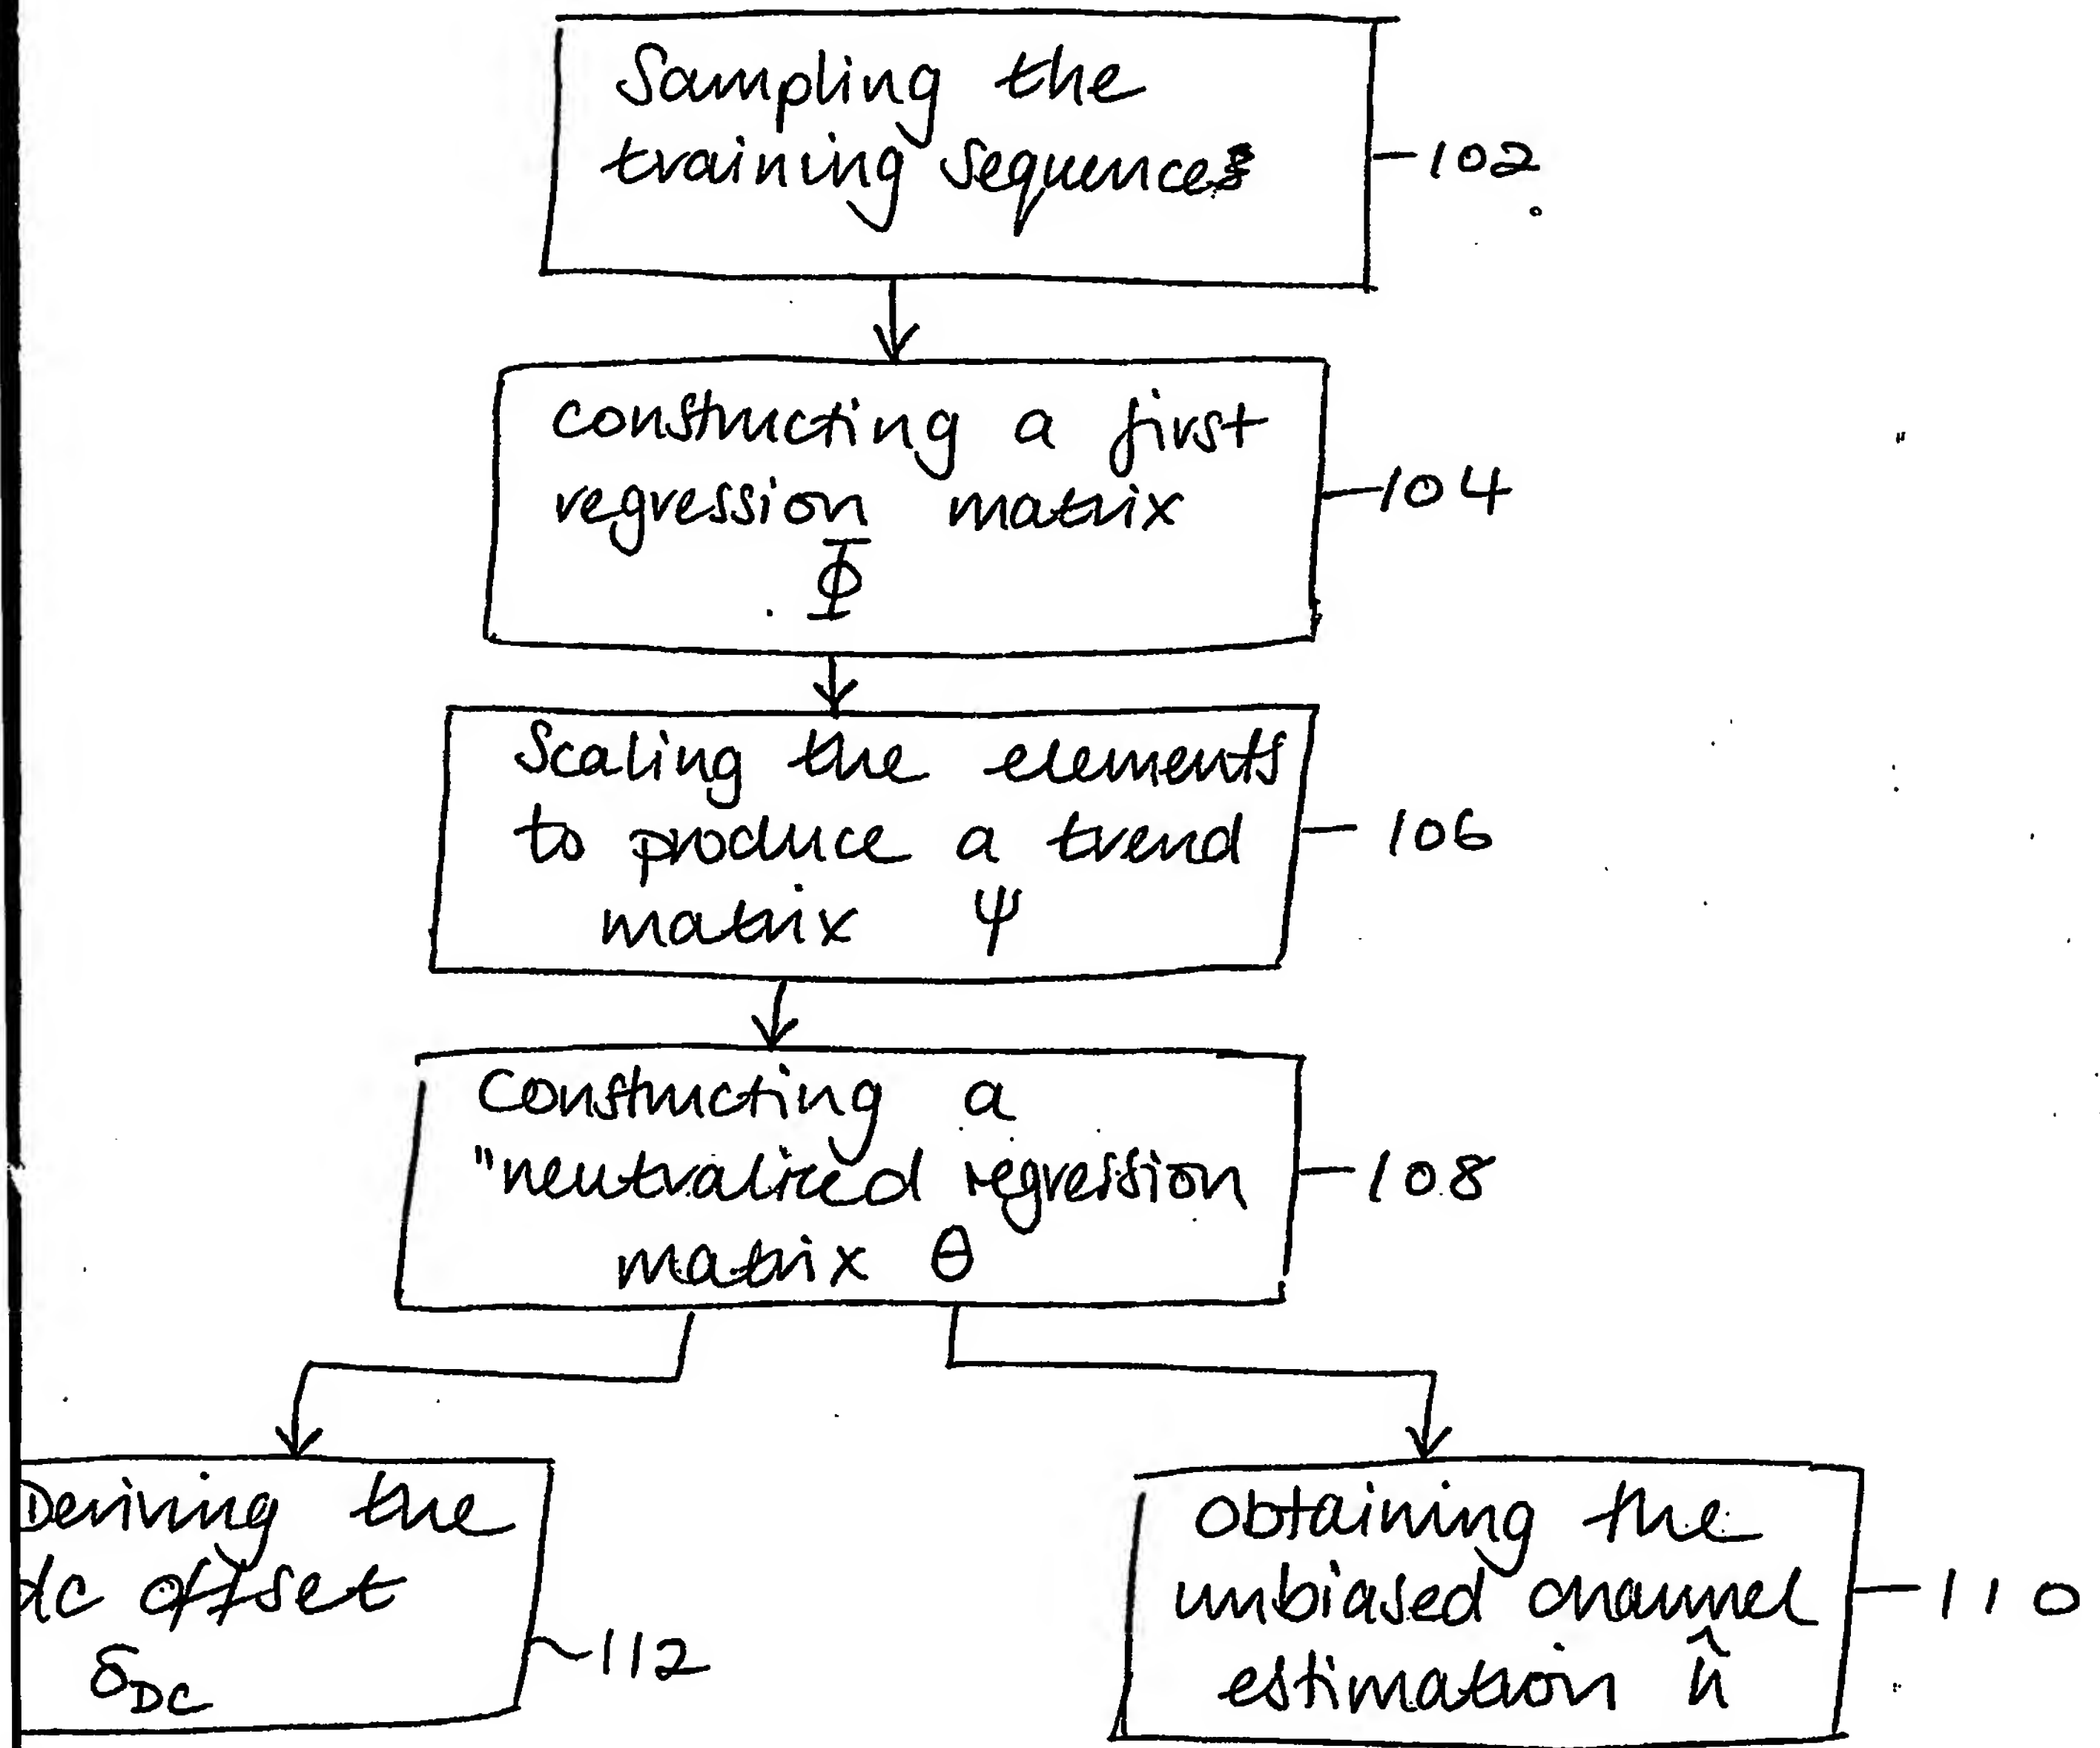 Sampling the
training sequences
102
constructing a first
regression matrix
Φ
104
Scaling the elements
to produce a trend
matrix ψ
106
Constructing a
"neutralized regression
matrix θ
108
Deriving the
dc offset
δDC
112
obtaining the
unbiased channel
estimation ĥ
110